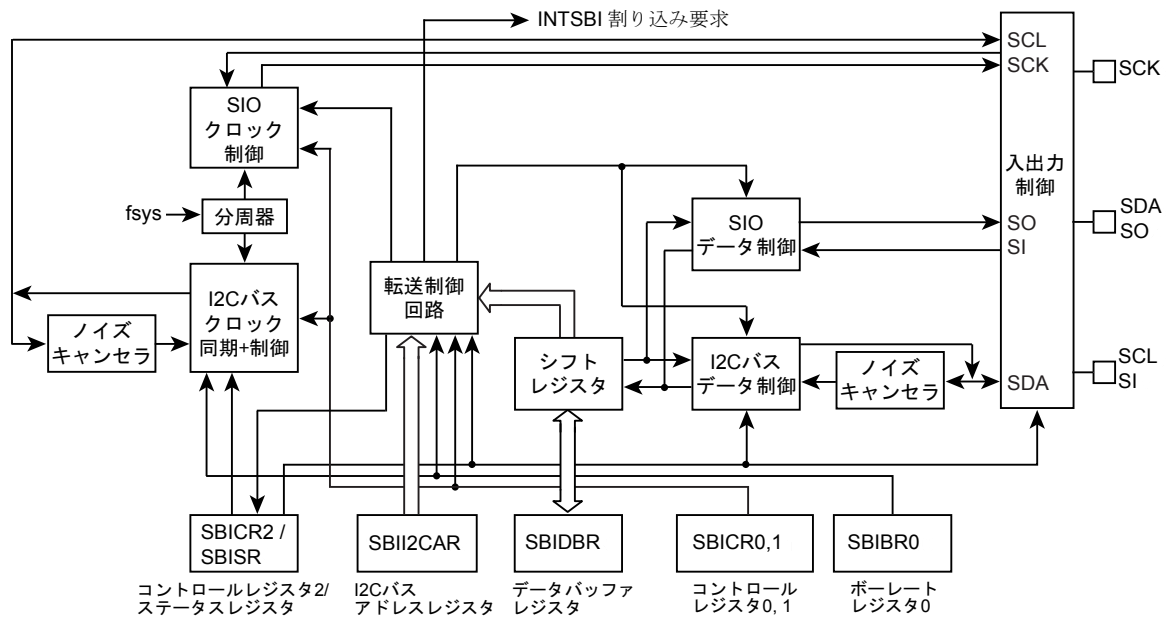 INTSBI 割り込み要求
SCL
SCK
SCK
SIO
クロック
制御
入出力
制御
fsys
分周器
SIO
データ制御
SO
SI
SDA
SO
I2Cバス
クロック
同期+制御
転送制御
回路
ノイズ
キャンセラ
シフト
レジスタ
I2Cバス
データ制御
ノイズ
キャンセラ
SDA
SCL
SI
SBICR2 /
SBISR
SBII2CAR
SBIDBR
SBICR0,1
SBIBR0
コントロールレジスタ2/
ステータスレジスタ
I2Cバス
アドレスレジスタ
データバッファ
レジスタ
コントロール
レジスタ0, 1
ボーレート
レジスタ0